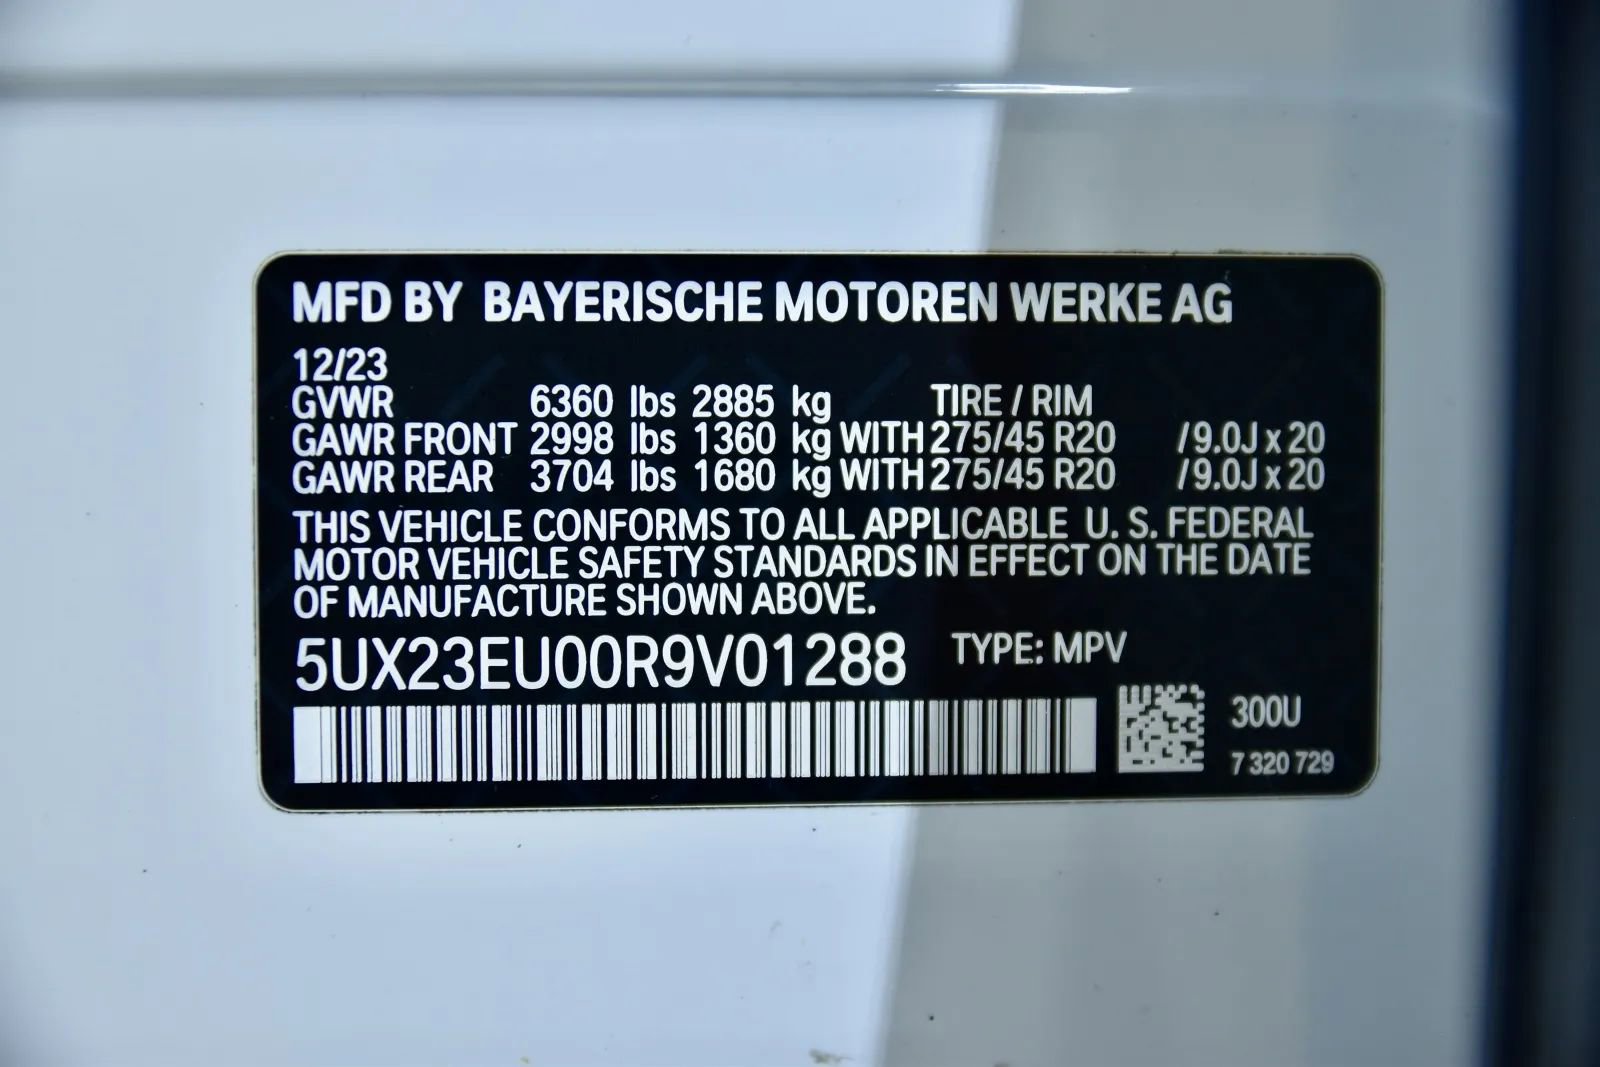 MFD BY BAYERISCHE MOTOREN WERKE AG
12/23
GVWR 6360 lbs 2885 kg TIRE / RIM
GAWR FRONT 2998 lbs 1360 kg WITH 275/45 R20 / 9.0J x 20
GAWR REAR 3704 lbs 1680 kg WITH 275/45 R20 / 9.0J x 20
THIS VEHICLE CONFORMS TO ALL APPLICABLE U. S. FEDERAL
MOTOR VEHICLE SAFETY STANDARDS IN EFFECT ON THE DATE
OF MANUFACTURE SHOWN ABOVE.
5UX23EU00R9V01288 TYPE: MPV
300U
7 320 729